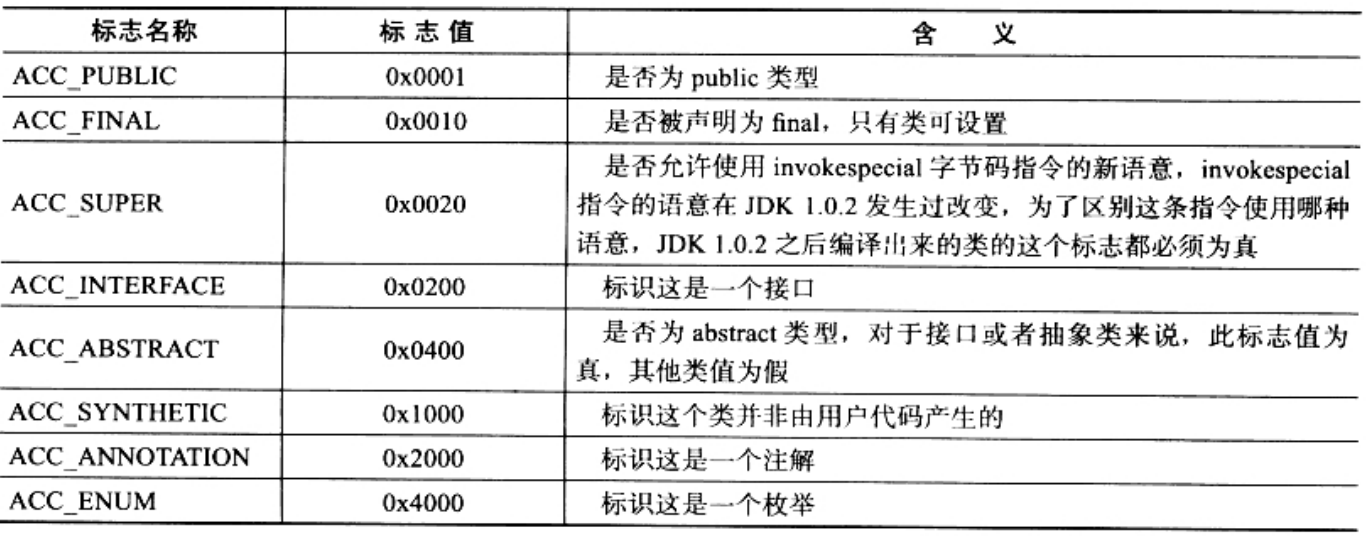 标志名称 标志值 含 义
ACC_PUBLIC 0x0001 是否为 public 类型
ACC_FINAL 0x0010 是否被声明为 final，只有类可设置
是否允许使用 invokespecial 字节码指令的新语意，invokespecial
ACC_SUPER 0x0020 指令的语意在 JDK 1.0.2 发生过改变，为了区别这条指令使用哪种
语意，JDK 1.0.2 之后编译出来的类的这个标志都必须为真
ACC_INTERFACE 0x0200 标识这是一个接口
是否为 abstract 类型，对于接口或者抽象类来说，此标志值为
ACC_ABSTRACT 0x0400 真，其他类值为假
ACC_SYNTHETIC 0x1000 标识这个类并非由用户代码产生的
ACC_ANNOTATION 0x2000 标识这是一个注解
ACC_ENUM 0x4000 标识这是一个枚举